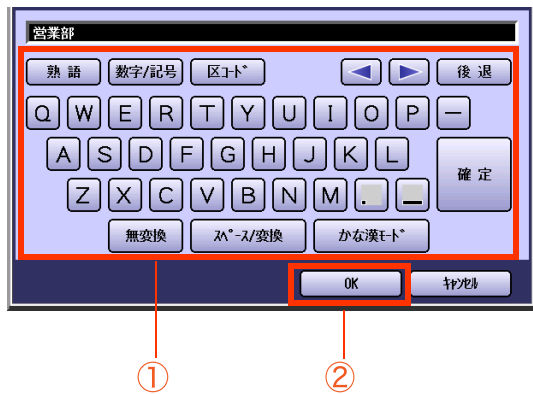 営業部
熟 語 数字/記号 区ｺｰﾄﾞ ◀ ▶ 後 退
Q W E R T Y U I O P ー
A S D F G H J K L 確 定
Z X C V B N M . _
無変換 ｽﾍﾟｰｽ/変換 かな漢ﾓｰﾄﾞ
OK ｷｬﾝｾﾙ
① ②